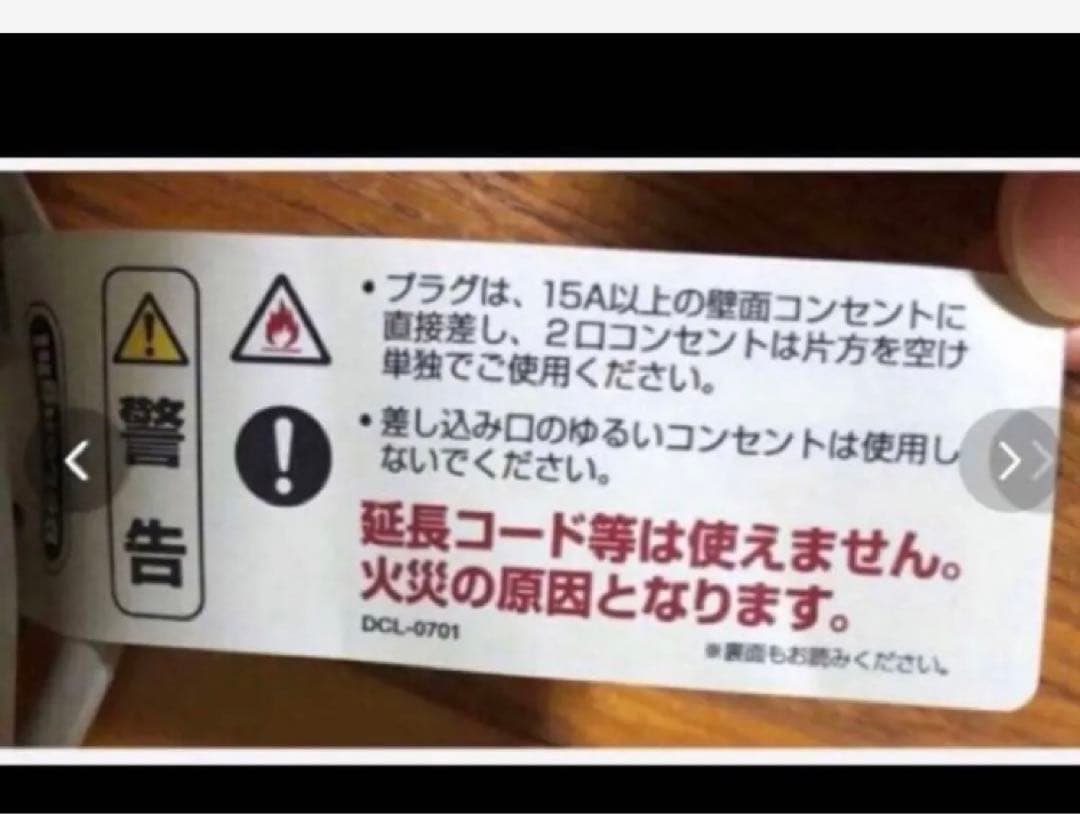 警告
• プラグは、15A以上の壁面コンセントに
直接差し、2口コンセントは片方を空け
単独でご使用ください。
• 差し込み口のゆるいコンセントは使用し
ないでください。
延長コード等は使えません。
火災の原因となります。
DCL-0701
※裏面もお読みください。